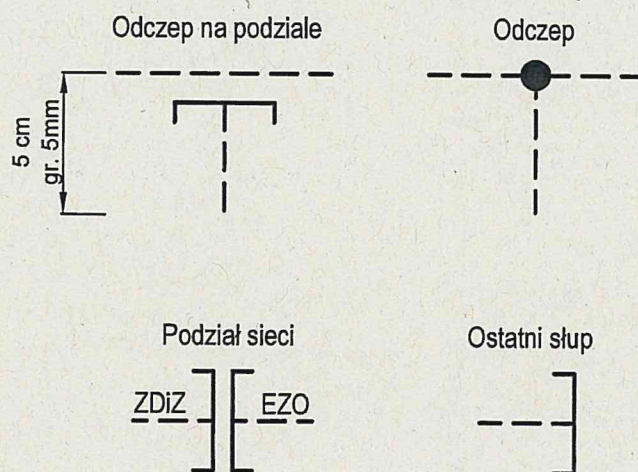 Odczep na podziale
Odczep
5 cm
gr. 5mm
Podział sieci
Ostatni słup
ZDiZ
EZO